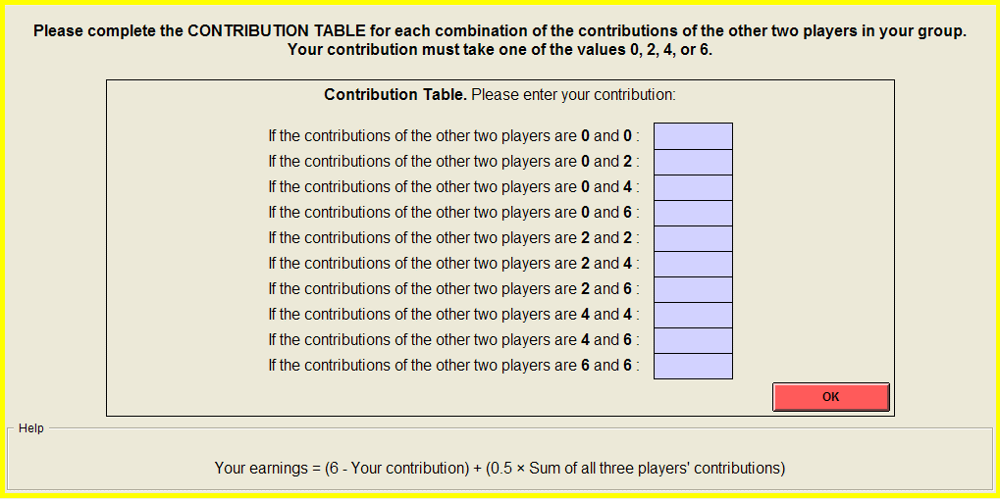 Please complete the CONTRIBUTION TABLE for each combination of the contributions of the other two players in your group.
Your contribution must take one of the values 0, 2, 4, or 6.
Contribution Table. Please enter your contribution:
If the contributions of the other two players are 0 and 0 :
If the contributions of the other two players are 0 and 2 :
If the contributions of the other two players are 0 and 4 :
If the contributions of the other two players are 0 and 6 :
If the contributions of the other two players are 2 and 2 :
If the contributions of the other two players are 2 and 4 :
If the contributions of the other two players are 2 and 6 :
If the contributions of the other two players are 4 and 4 :
If the contributions of the other two players are 4 and 6 :
If the contributions of the other two players are 6 and 6 :
OK
Help
Your earnings = (6 - Your contribution) + (0.5 × Sum of all three players' contributions)